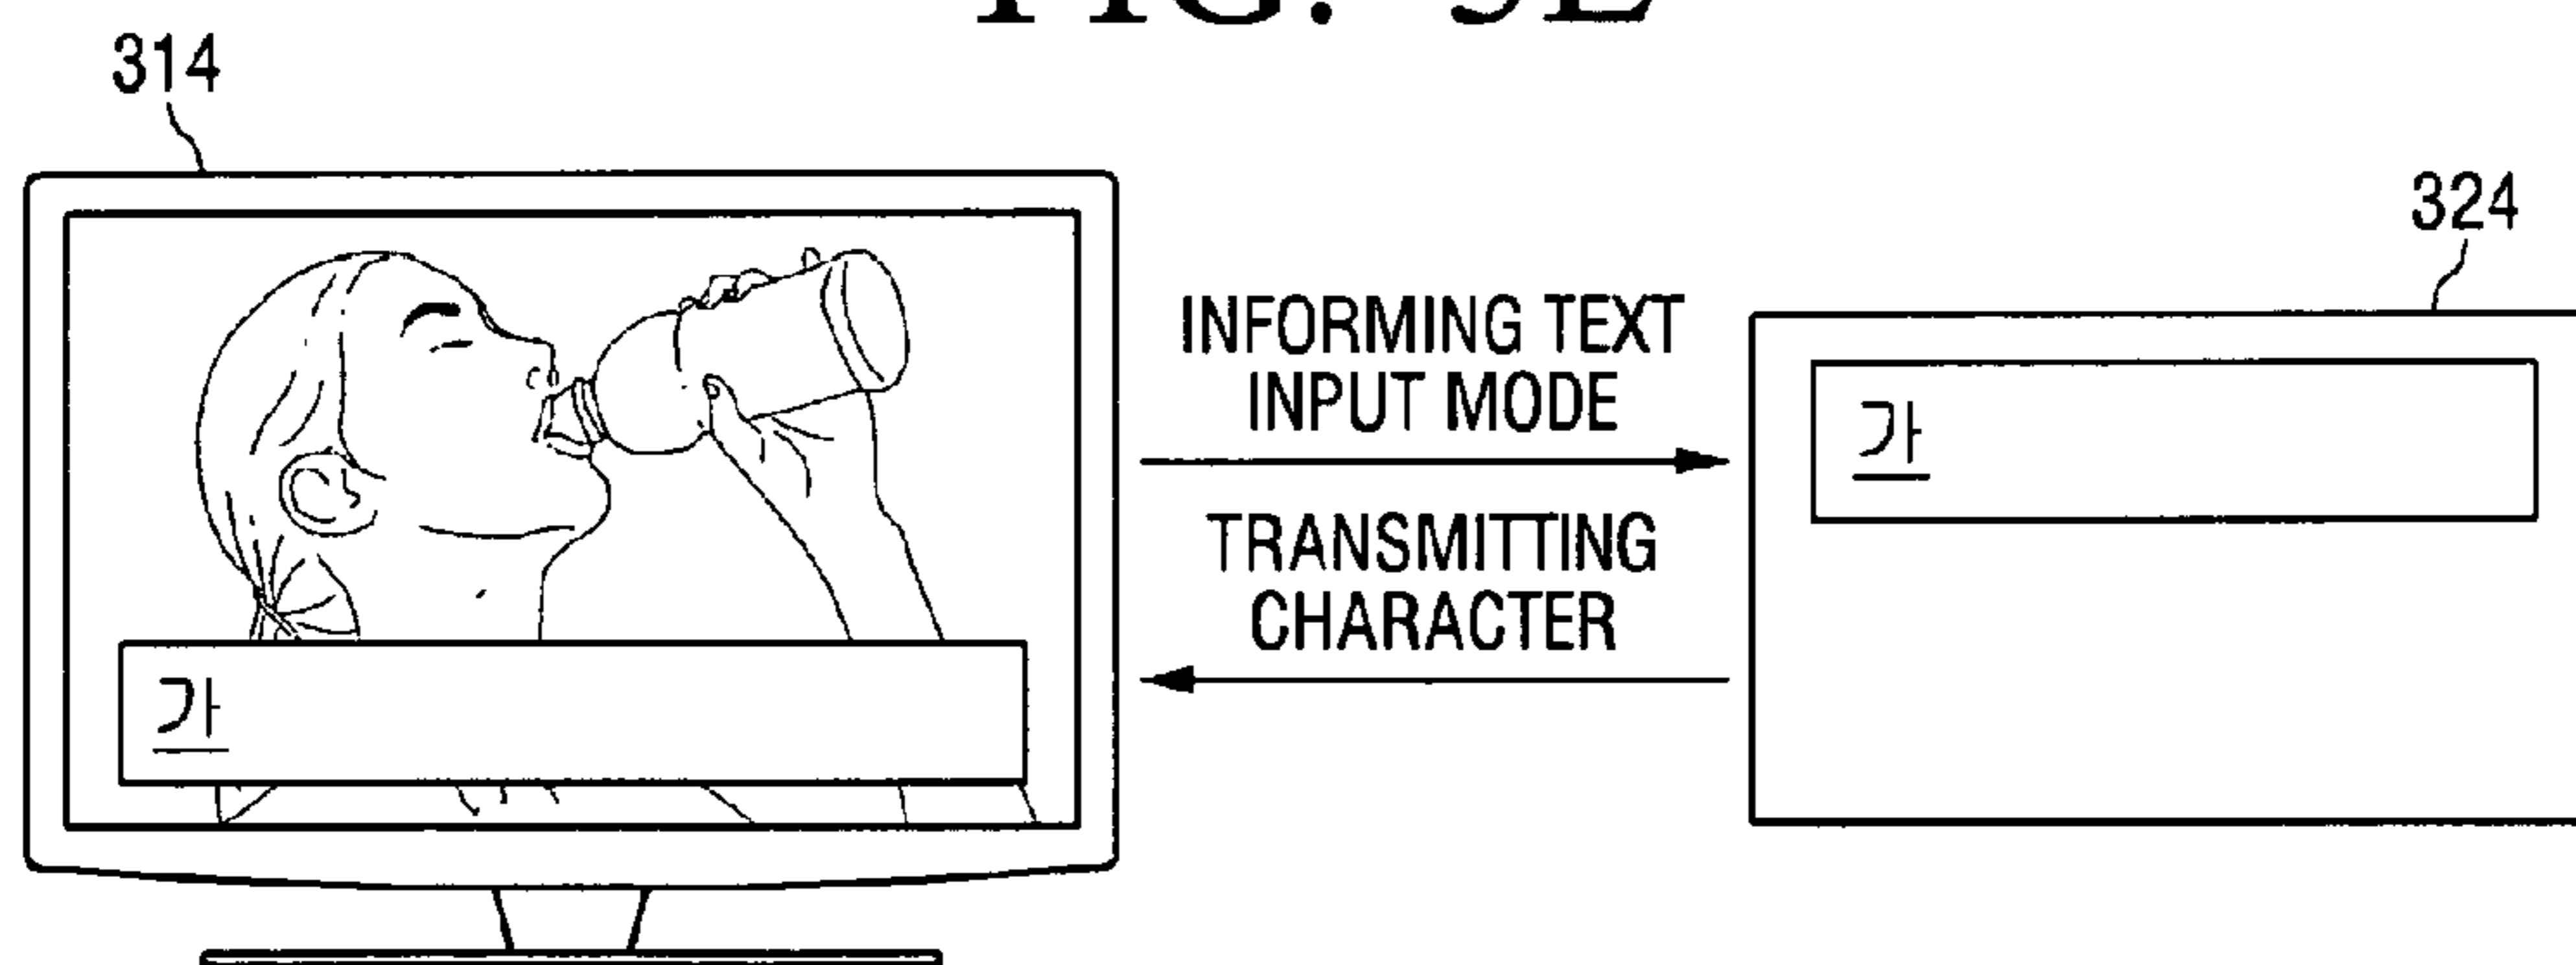 314
324
INFORMING TEXT
INPUT MODE
가
TRANSMITTING
CHARACTER
가